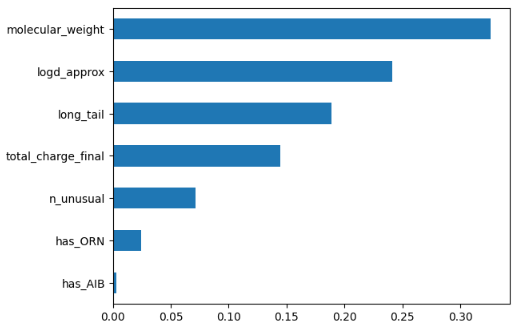 molecular_weight
logd_approx
long_tail
total_charge_final
n_unusual
has_ORN
has_AIB
0.00 0.05 0.10 0.15 0.20 0.25 0.30